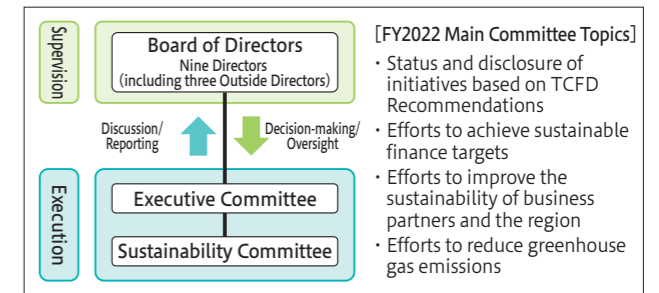 Supervision
Board of Directors
Nine Directors
(including three Outside Directors)
Discussion/
Reporting
Decision-making/
Oversight
Execution
Executive Committee
Sustainability Committee
[FY2022 Main Committee Topics]
・Status and disclosure of
initiatives based on TCFD
Recommendations
・Efforts to achieve sustainable
finance targets
・Efforts to improve the
sustainability of business
partners and the region
・Efforts to reduce greenhouse
gas emissions